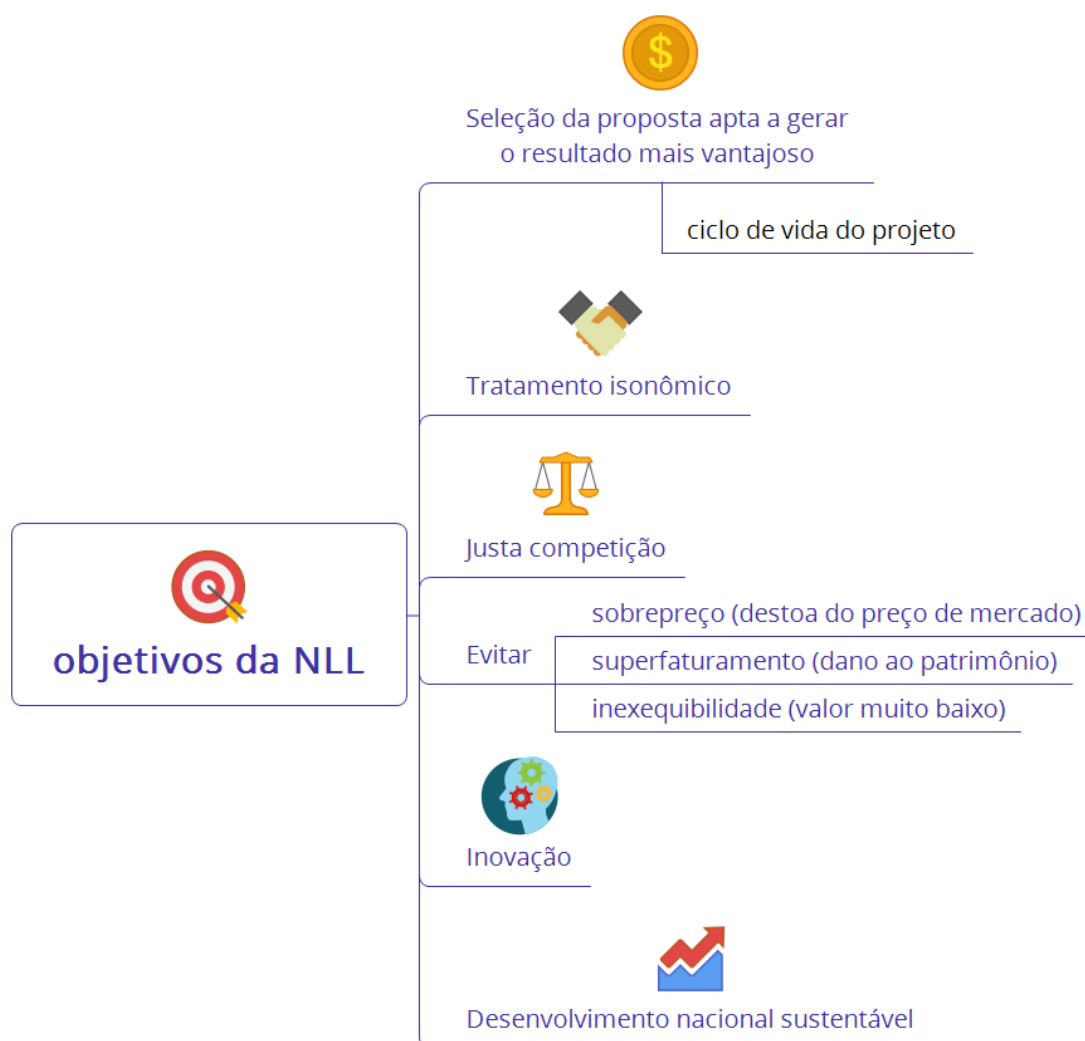 $
Seleção da proposta apta a gerar
o resultado mais vantajoso
ciclo de vida do projeto
Tratamento isonômico
Justa competição
objetivos da NLL
Evitar
sobrepreço (destoa do preço de mercado)
superfaturamento (dano ao patrimônio)
inexequibilidade (valor muito baixo)
Inovação
Desenvolvimento nacional sustentável